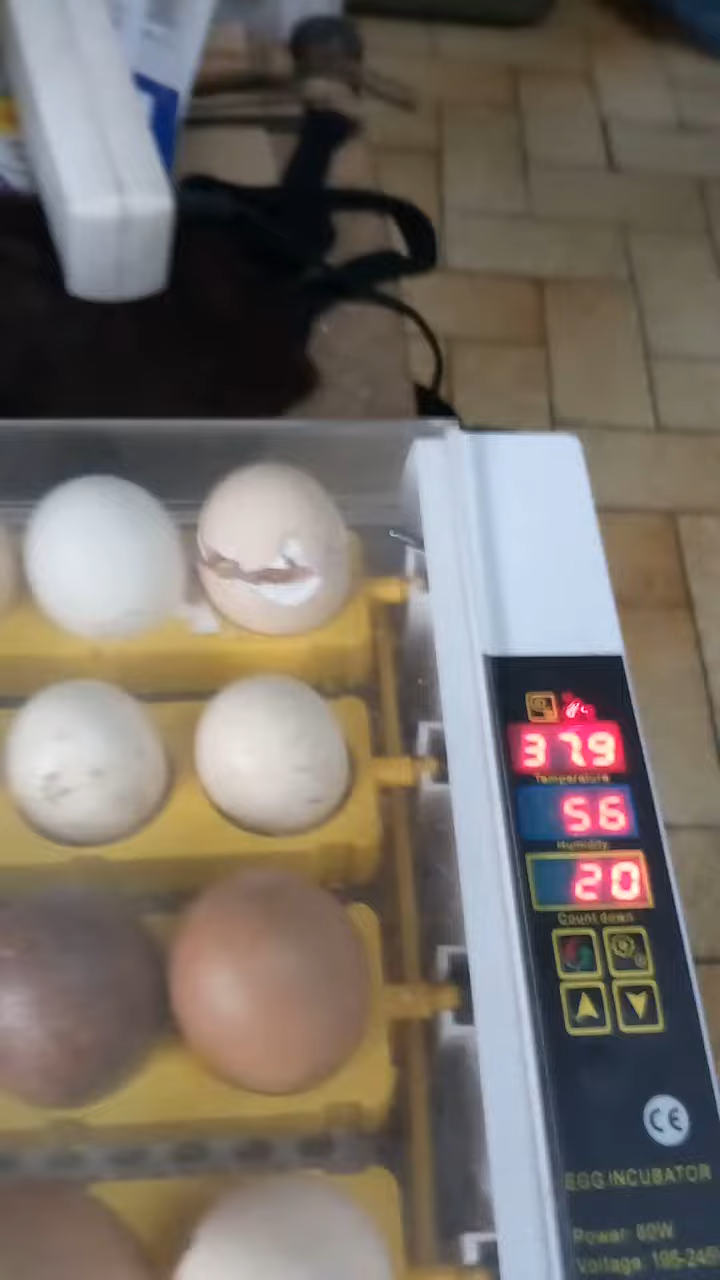 37.9
Temperature
56
Humidity
20
Count down
CE
EGG INCUBATOR
Power: 80W